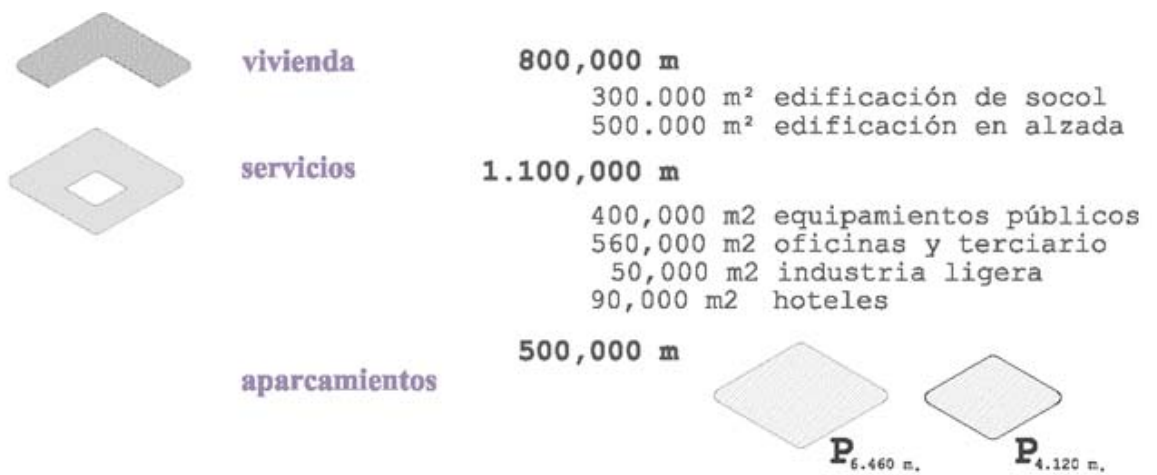 vivienda 800,000 m
300.000 m² edificación de socol
500.000 m² edificación en alzada
servicios 1.100,000 m
400,000 m2 equipamientos públicos
560,000 m2 oficinas y terciario
50,000 m2 industria ligera
90,000 m2 hoteles
500,000 m
aparcamientos
P6.460 m. P4.120 m.